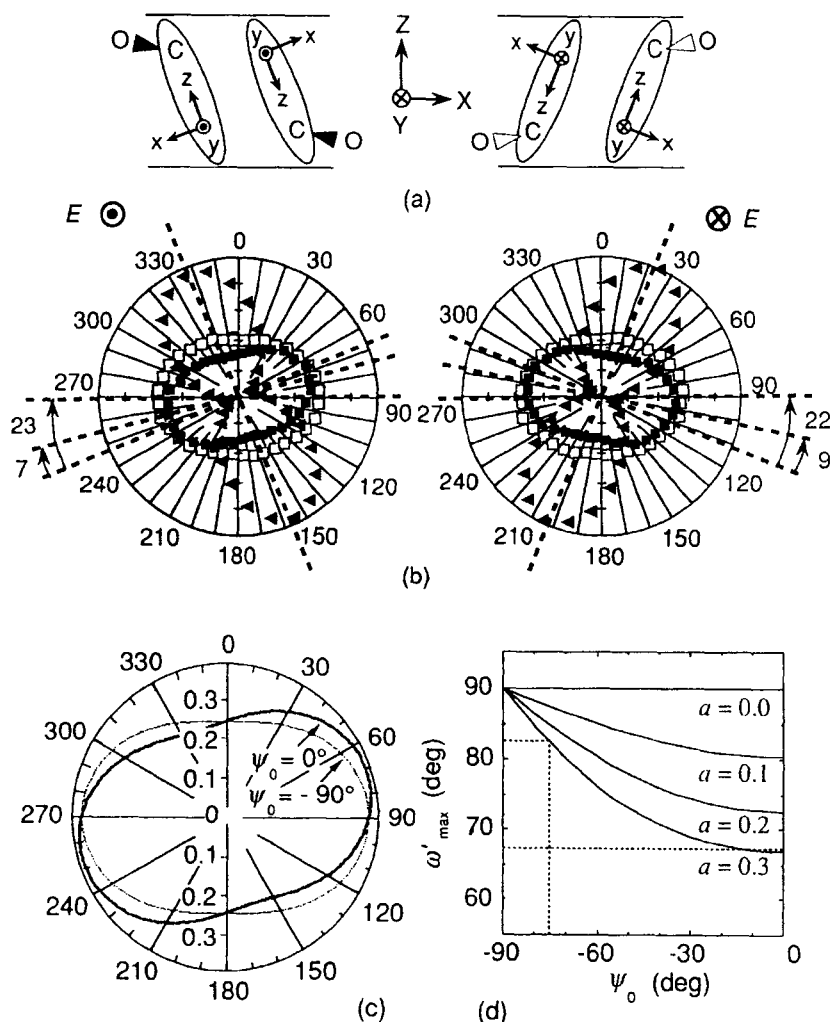 O C y x z x z y C O
Z X Y
x y z C O O C z y x
(a)
E E
330 0 30 330 0 30
300 60 300 60
270 90 270 90
23 22
7 9
240 120 240 120
210 180 150 210 180 150
(b)
0
330 30
300 60
0.3
0.2
0.1
ψ₀ = 0°
ψ₀ = - 90°
270 0 90
0.1
0.2
0.3
240 120
210 150
180
(c)
90
80
70
60
ω'max (deg)
a = 0.0
a = 0.1
a = 0.2
a = 0.3
-90 -60 -30 0
ψ₀ (deg)
(d)